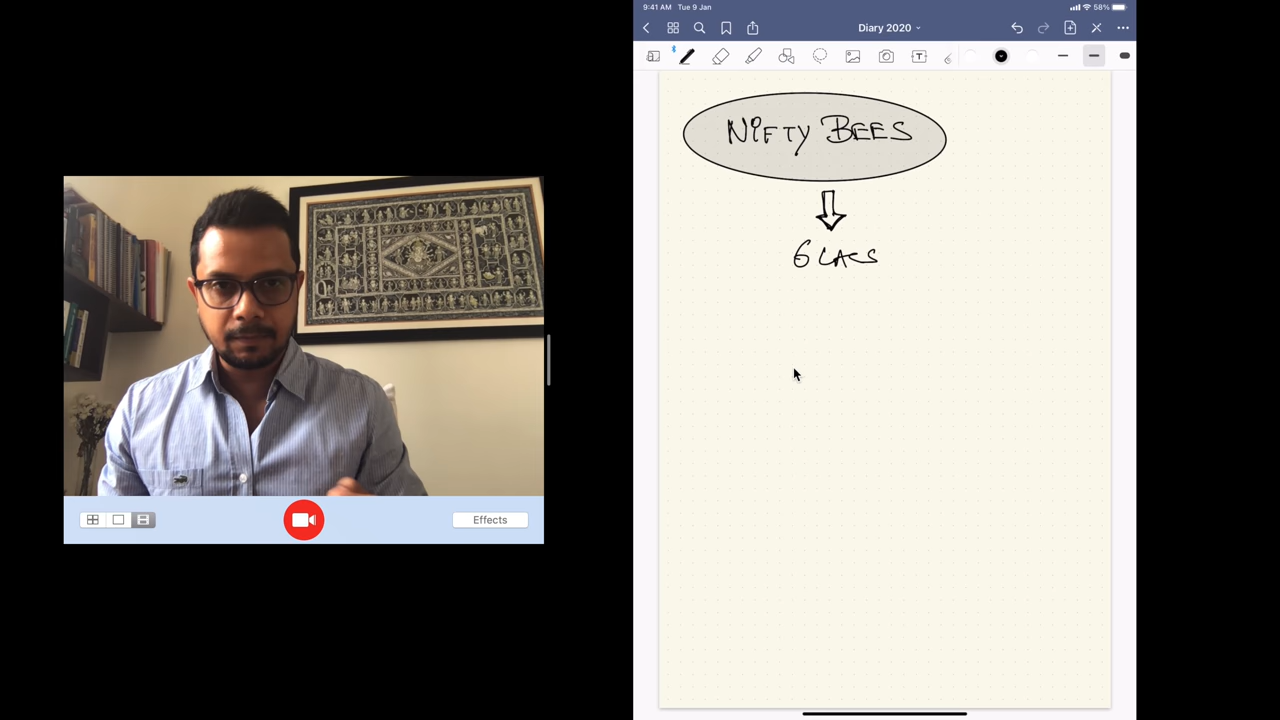 9:41 AM Tue 9 Jan 58%
Diary 2020
T
NIFTY BEES
6 LACS
Effects